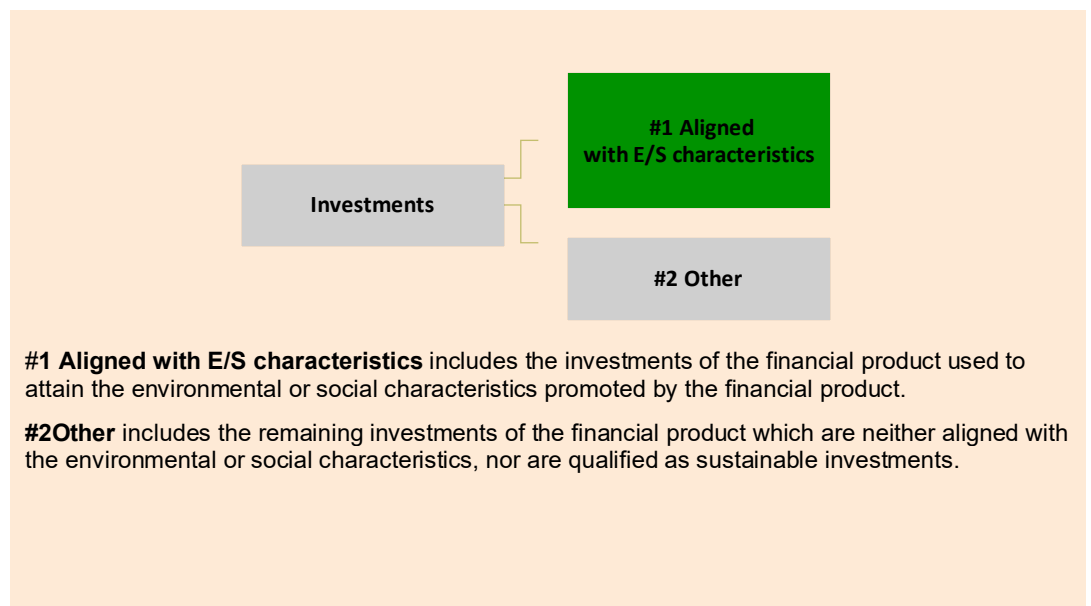 #1 Aligned
with E/S characteristics
Investments
#2 Other
#1 Aligned with E/S characteristics includes the investments of the financial product used to
attain the environmental or social characteristics promoted by the financial product.
#2Other includes the remaining investments of the financial product which are neither aligned with
the environmental or social characteristics, nor are qualified as sustainable investments.